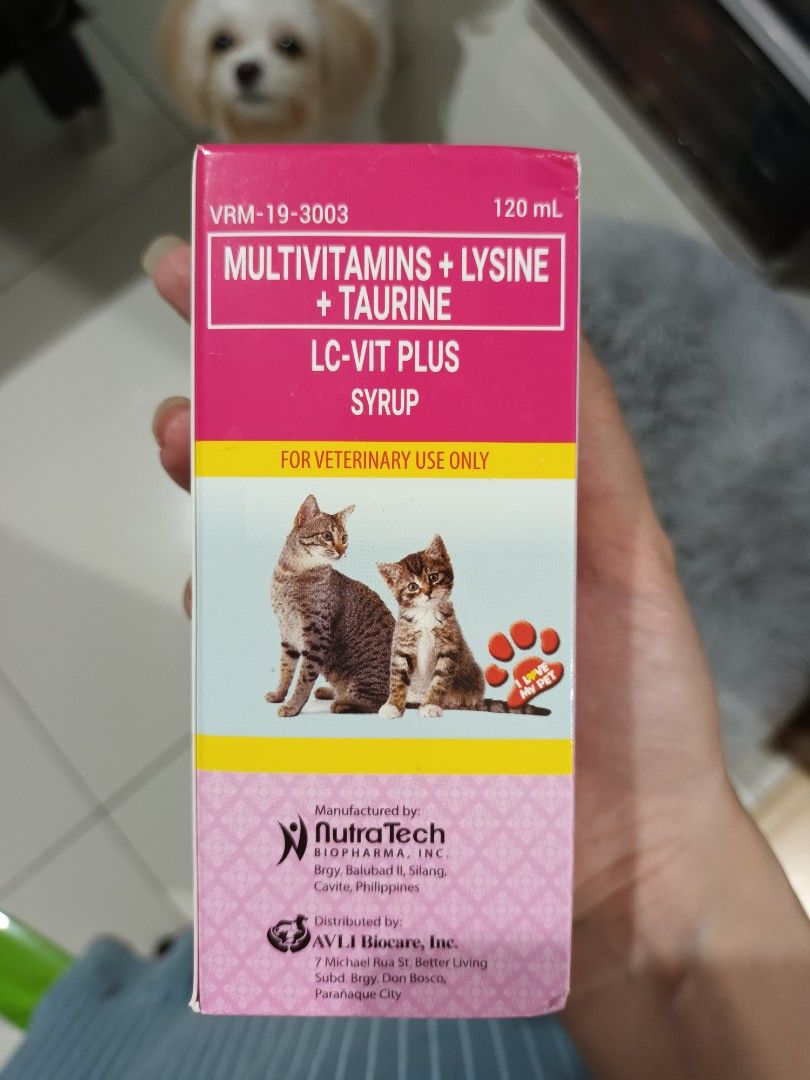 VRM-19-3003 120 mL
MULTIVITAMINS + LYSINE
+ TAURINE
LC-VIT PLUS
SYRUP
FOR VETERINARY USE ONLY
I LOVE
MY PET
Manufactured by:
NutraTech
BIOPHARMA, INC.
Brgy. Balubad II, Silang,
Cavite, Philippines
Distributed by:
AVLI Biocare, Inc.
7 Michael Rua St. Better Living
Subd. Brgy. Don Bosco,
Parañaque City